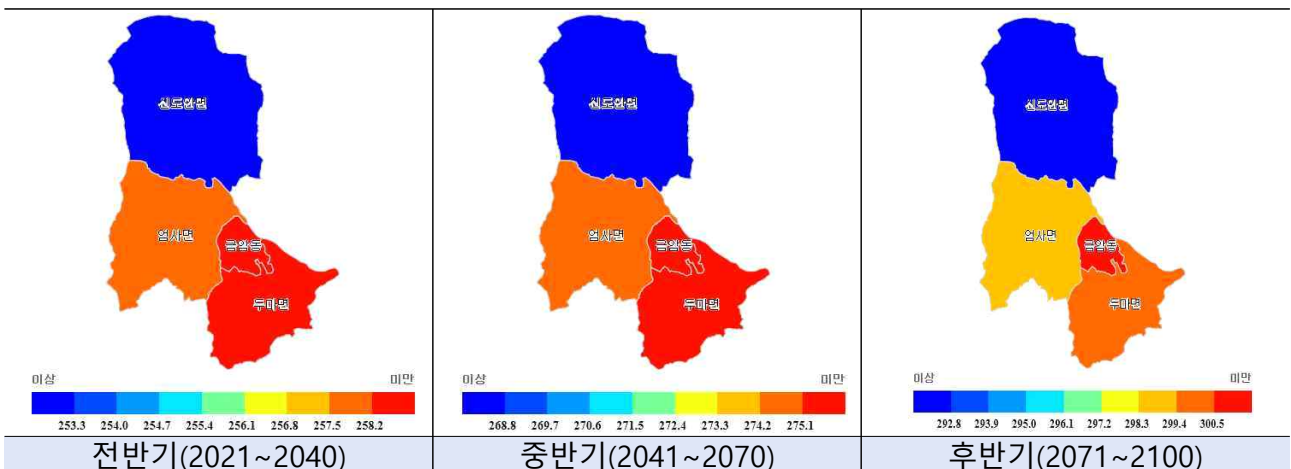 신도안면
엄사면
금암동
두마면
이상 미만
253.3 254.0 254.7 255.4 256.1 256.8 257.5 258.2
전반기(2021~2040)
신도안면
엄사면
금암동
두마면
이상 미만
268.8 269.7 270.6 271.5 272.4 273.3 274.2 275.1
중반기(2041~2070)
신도안면
엄사면
금암동
두마면
이상 미만
292.8 293.9 295.0 296.1 297.2 298.3 299.4 300.5
후반기(2071~2100)